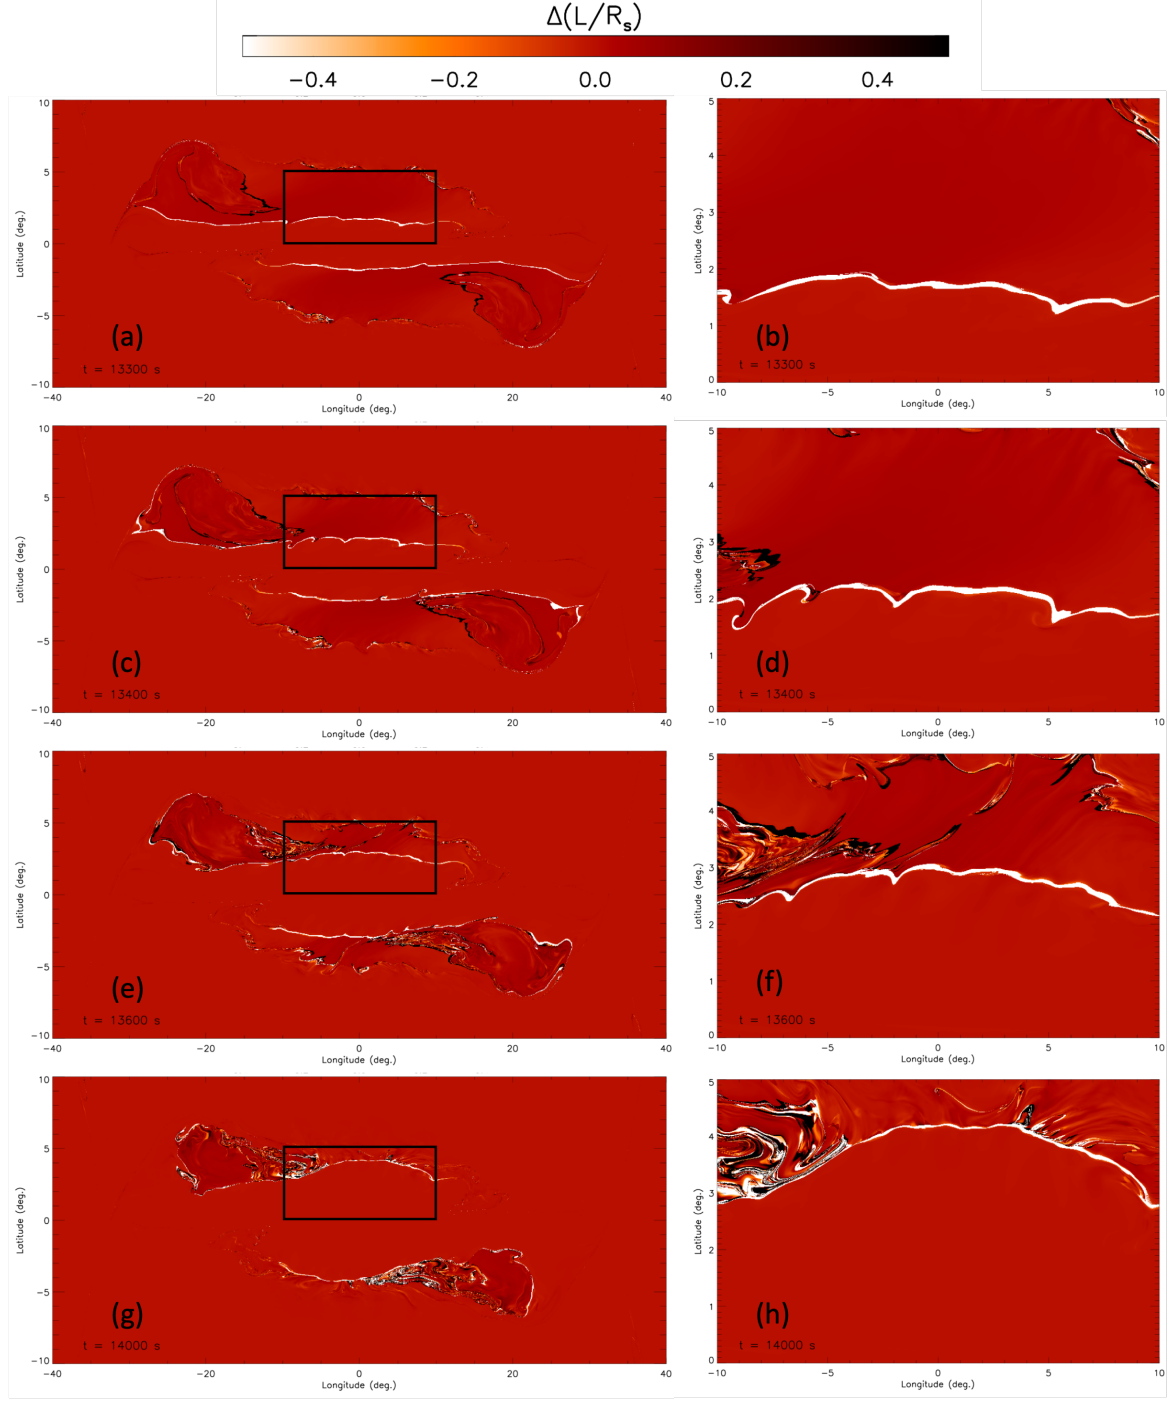 Δ(L/Rs)
−0.4 −0.2 0.0 0.2 0.4
10 5 0 −5 −10
Latitude (deg.)
(a)
t = 13300 s
−40 −20 0 20 40
Longitude (deg.)
5 4 3 2 1 0
Latitude (deg.)
(b)
t = 13300 s
−10 −5 0 5 10
Longitude (deg.)
10 5 0 −5 −10
Latitude (deg.)
(c)
t = 13400 s
−40 −20 0 20 40
Longitude (deg.)
5 4 3 2 1 0
Latitude (deg.)
(d)
t = 13400 s
−10 −5 0 5 10
Longitude (deg.)
10 5 0 −5 −10
Latitude (deg.)
(e)
t = 13600 s
−40 −20 0 20 40
Longitude (deg.)
5 4 3 2 1 0
Latitude (deg.)
(f)
t = 13600 s
−10 −5 0 5 10
Longitude (deg.)
10 5 0 −5 −10
Latitude (deg.)
(g)
t = 14000 s
−40 −20 0 20 40
Longitude (deg.)
5 4 3 2 1 0
Latitude (deg.)
(h)
t = 14000 s
−10 −5 0 5 10
Longitude (deg.)